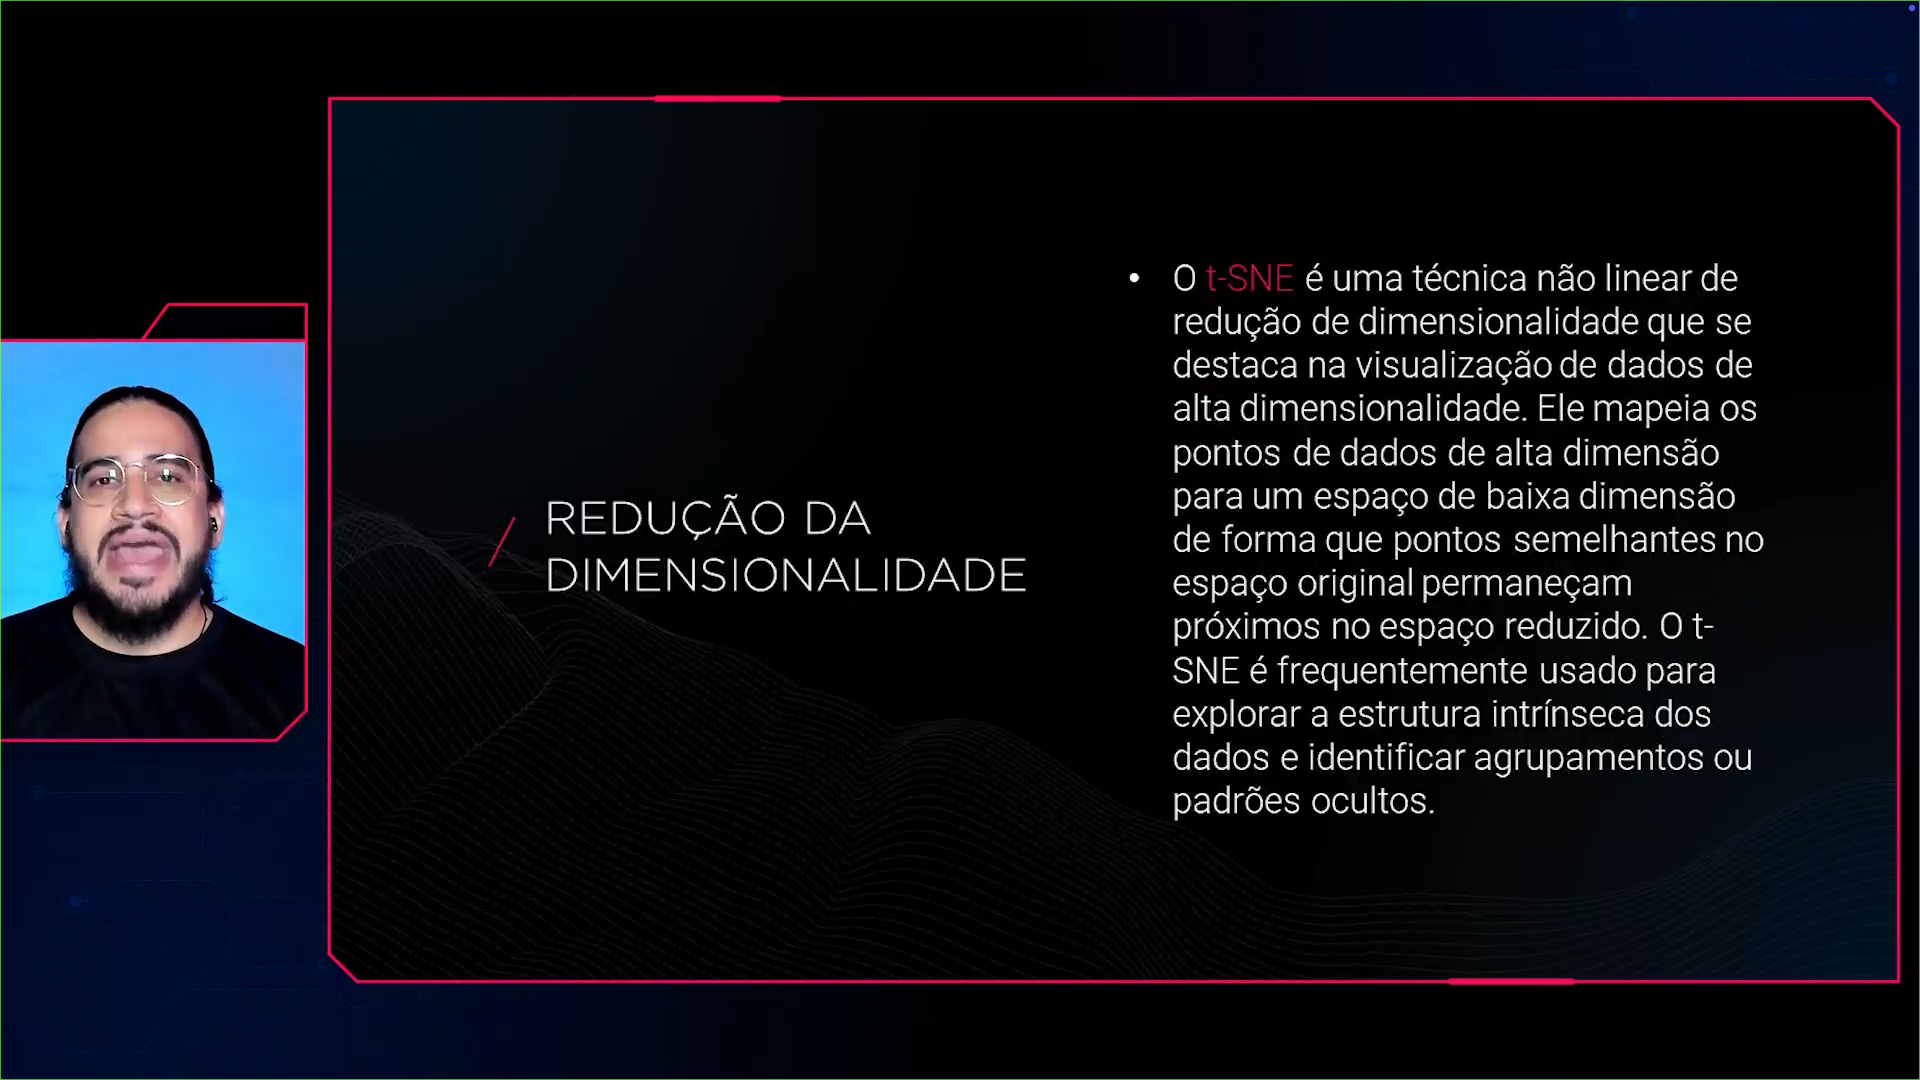 REDUÇÃO DA
DIMENSIONALIDADE
• O t-SNE é uma técnica não linear de
redução de dimensionalidade que se
destaca na visualização de dados de
alta dimensionalidade. Ele mapeia os
pontos de dados de alta dimensão
para um espaço de baixa dimensão
de forma que pontos semelhantes no
espaço original permaneçam
próximos no espaço reduzido. O t-
SNE é frequentemente usado para
explorar a estrutura intrínseca dos
dados e identificar agrupamentos ou
padrões ocultos.